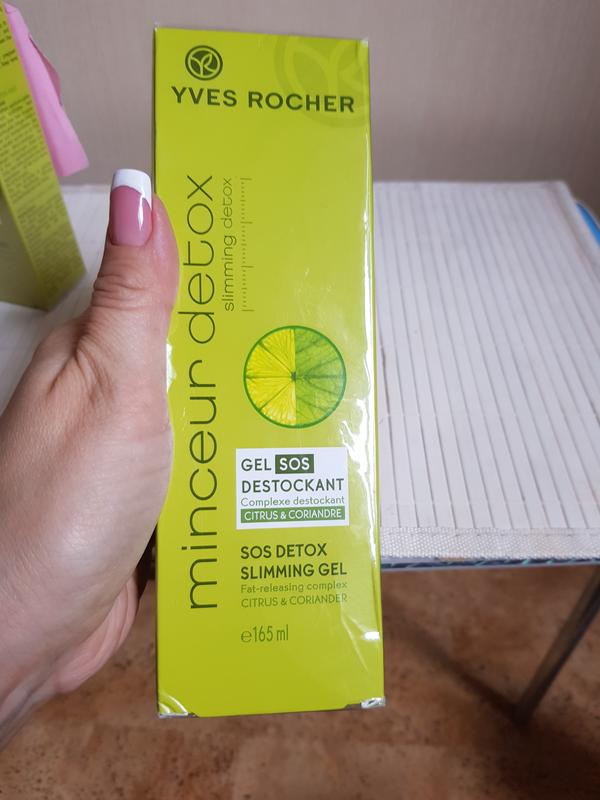 YVES ROCHER
minceur detox
slimming detox
GEL SOS
DESTOCKANT
Complexe destockant
CITRUS & CORIANDRE
SOS DETOX
SLIMMING GEL
Fat-releasing complex
CITRUS & CORIANDER
℮165 ml